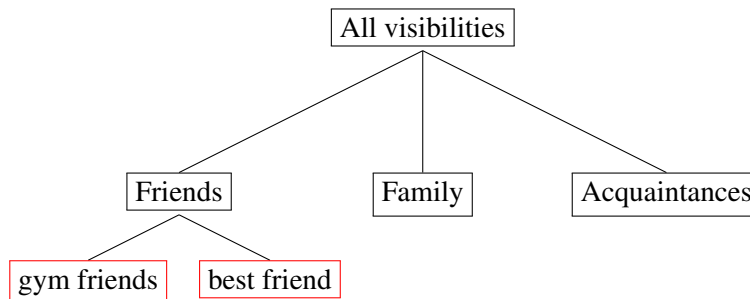 All visibilities
Friends
Family
Acquaintances
gym friends
best friend